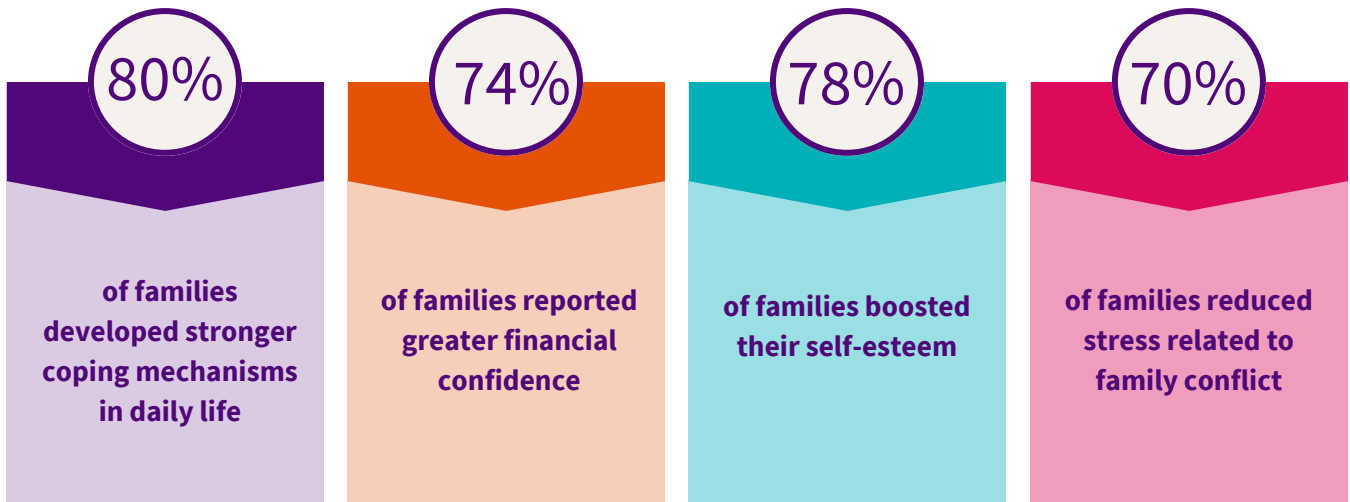 80%
of families
developed stronger
coping mechanisms
in daily life
74%
of families reported
greater financial
confidence
78%
of families boosted
their self-esteem
70%
of families reduced
stress related to
family conflict